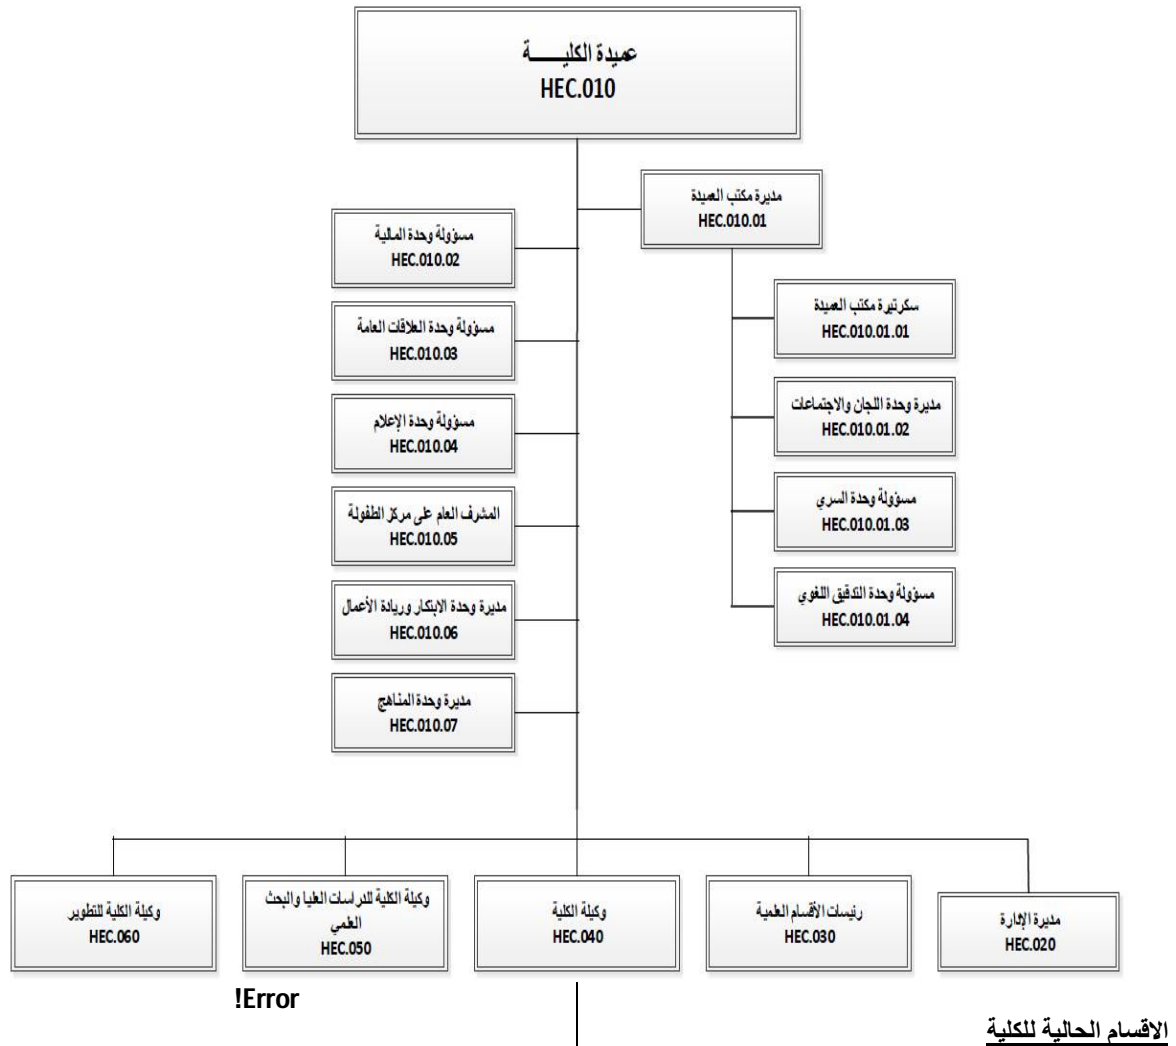 عميدة الكليـــــة
HEC.010
مديرة مكتب العميدة
HEC.010.01
مسؤولة وحدة المالية
HEC.010.02
مسؤولة وحدة العلاقات العامة
HEC.010.03
مسؤولة وحدة الإعلام
HEC.010.04
المشرف العام على مركز الطفولة
HEC.010.05
مديرة وحدة الابتكار وريادة الأعمال
HEC.010.06
مديرة وحدة المناهج
HEC.010.07
سكرتيرة مكتب العميدة
HEC.010.01.01
مديرة وحدة اللجان والاجتماعات
HEC.010.01.02
مسؤولة وحدة السري
HEC.010.01.03
مسؤولة وحدة التدقيق اللغوي
HEC.010.01.04
مديرة الإدارة
HEC.020
رئيسات الأقسام العلمية
HEC.030
وكيلة الكلية
HEC.040
وكيلة الكلية للدراسات العليا والبحث
العلمي
HEC.050
وكيلة الكلية للتطوير
HEC.060
!Error
الاقسام الحالية للكلية